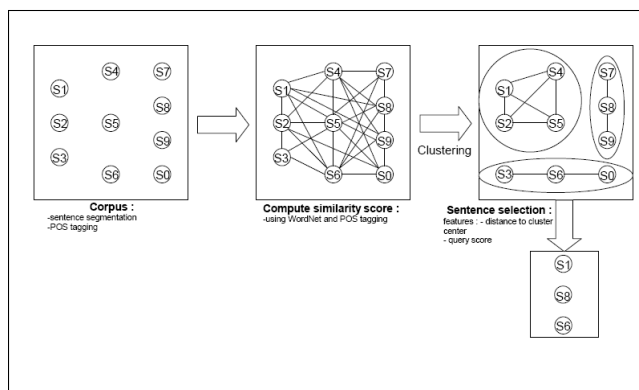 S4 S7
S1
S8
S2 S5
S9
S3
S6 S0
Corpus :
-sentence segmentation
-POS tagging
S4 S7
S1
S8
S2 S5
S9
S3
S6 S0
Compute similarity score :
-using WordNet and POS tagging
Clustering
S4 S7
S1
S8
S2 S5
S9
S3 S6 S0
Sentence selection :
features : - distance to cluster
center
- query score
S1
S8
S6